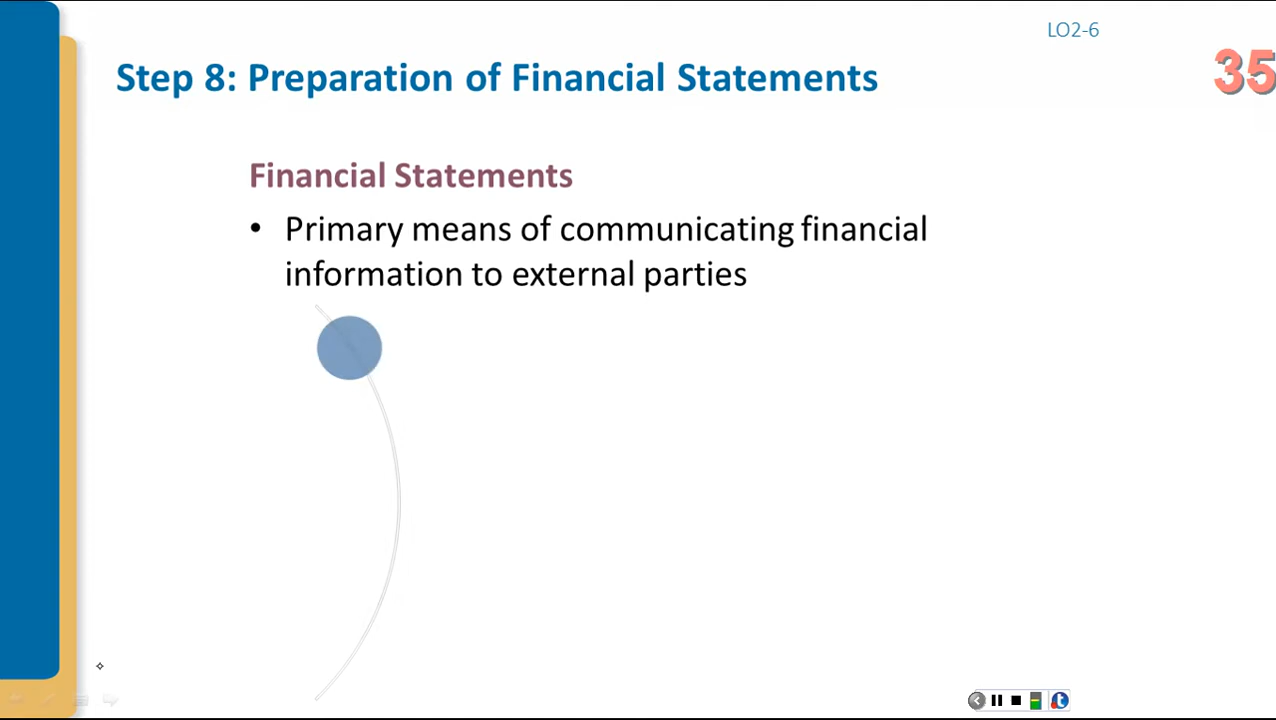 LO2-6
Step 8: Preparation of Financial Statements
35
Financial Statements
• Primary means of communicating financial
information to external parties